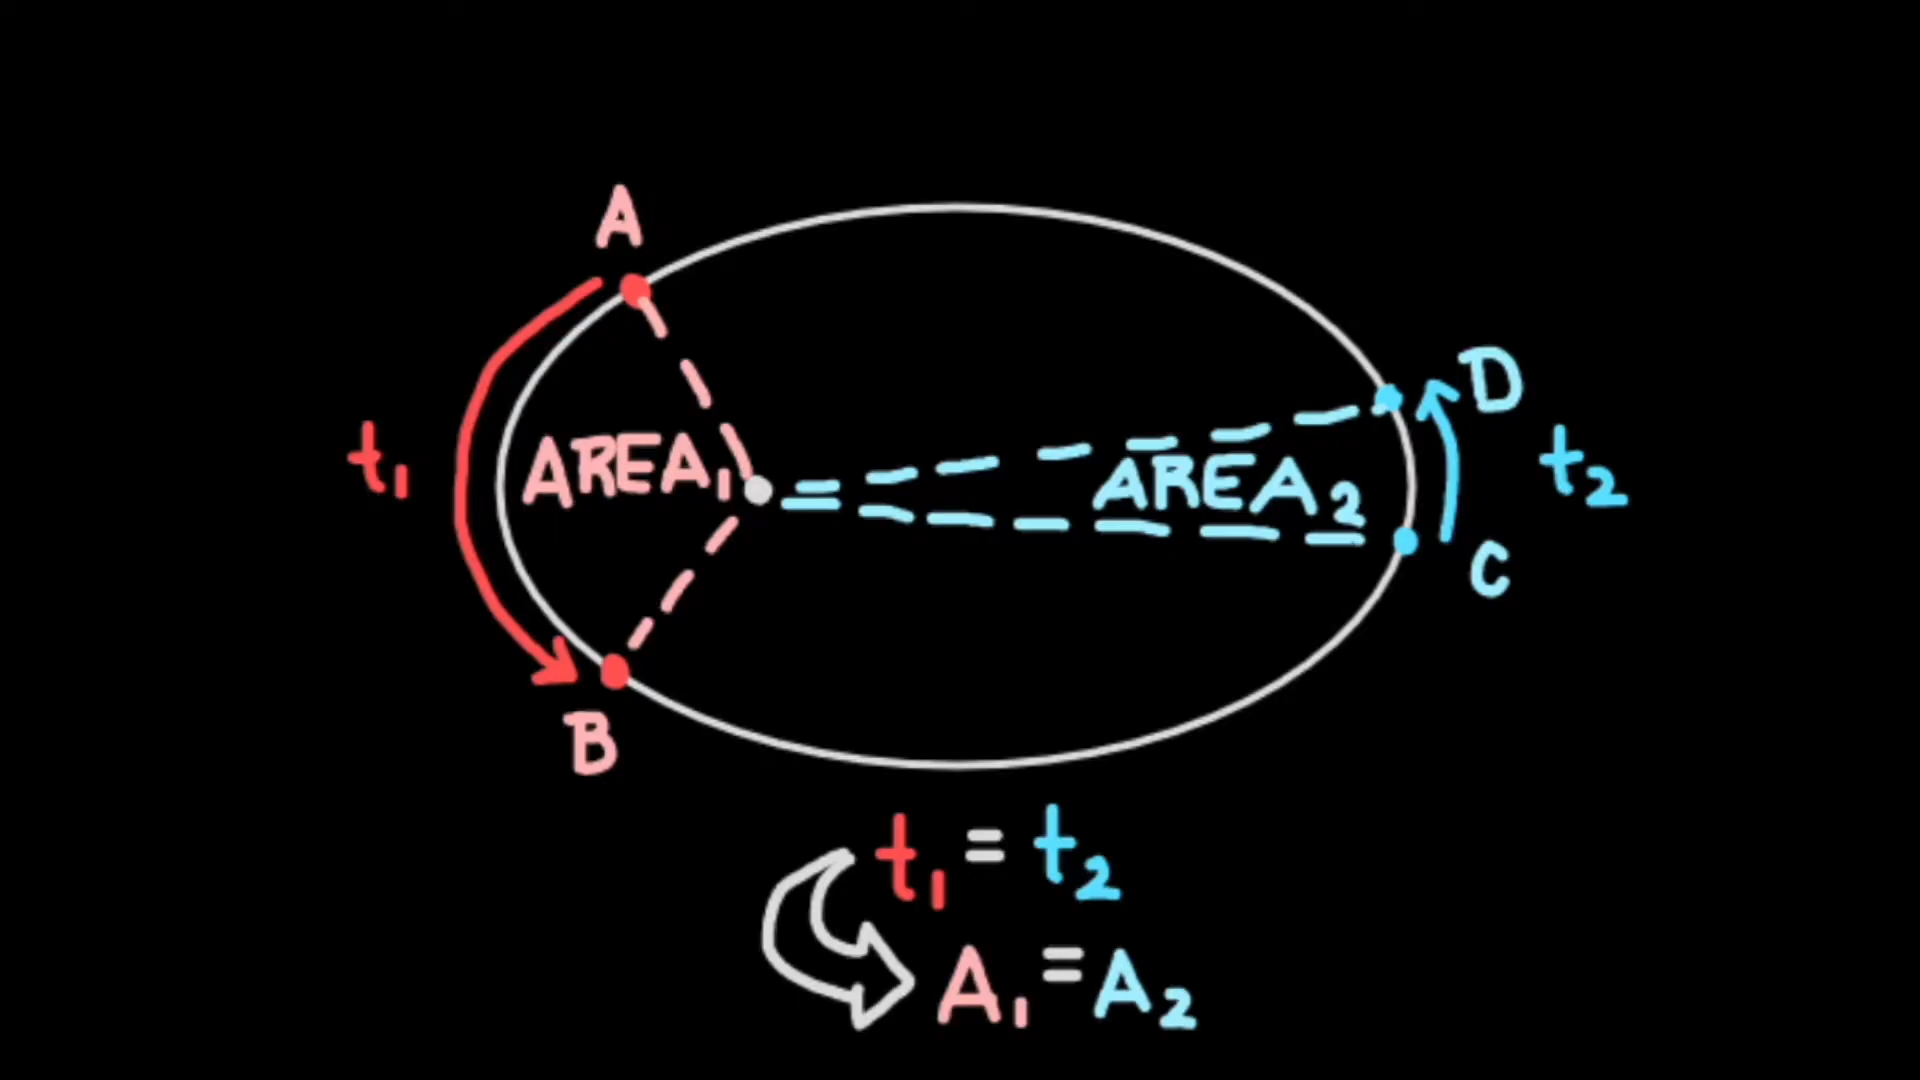 A
D
t₁
AREA₁
AREA₂
t₂
C
B
t₁ = t₂
A₁ = A₂